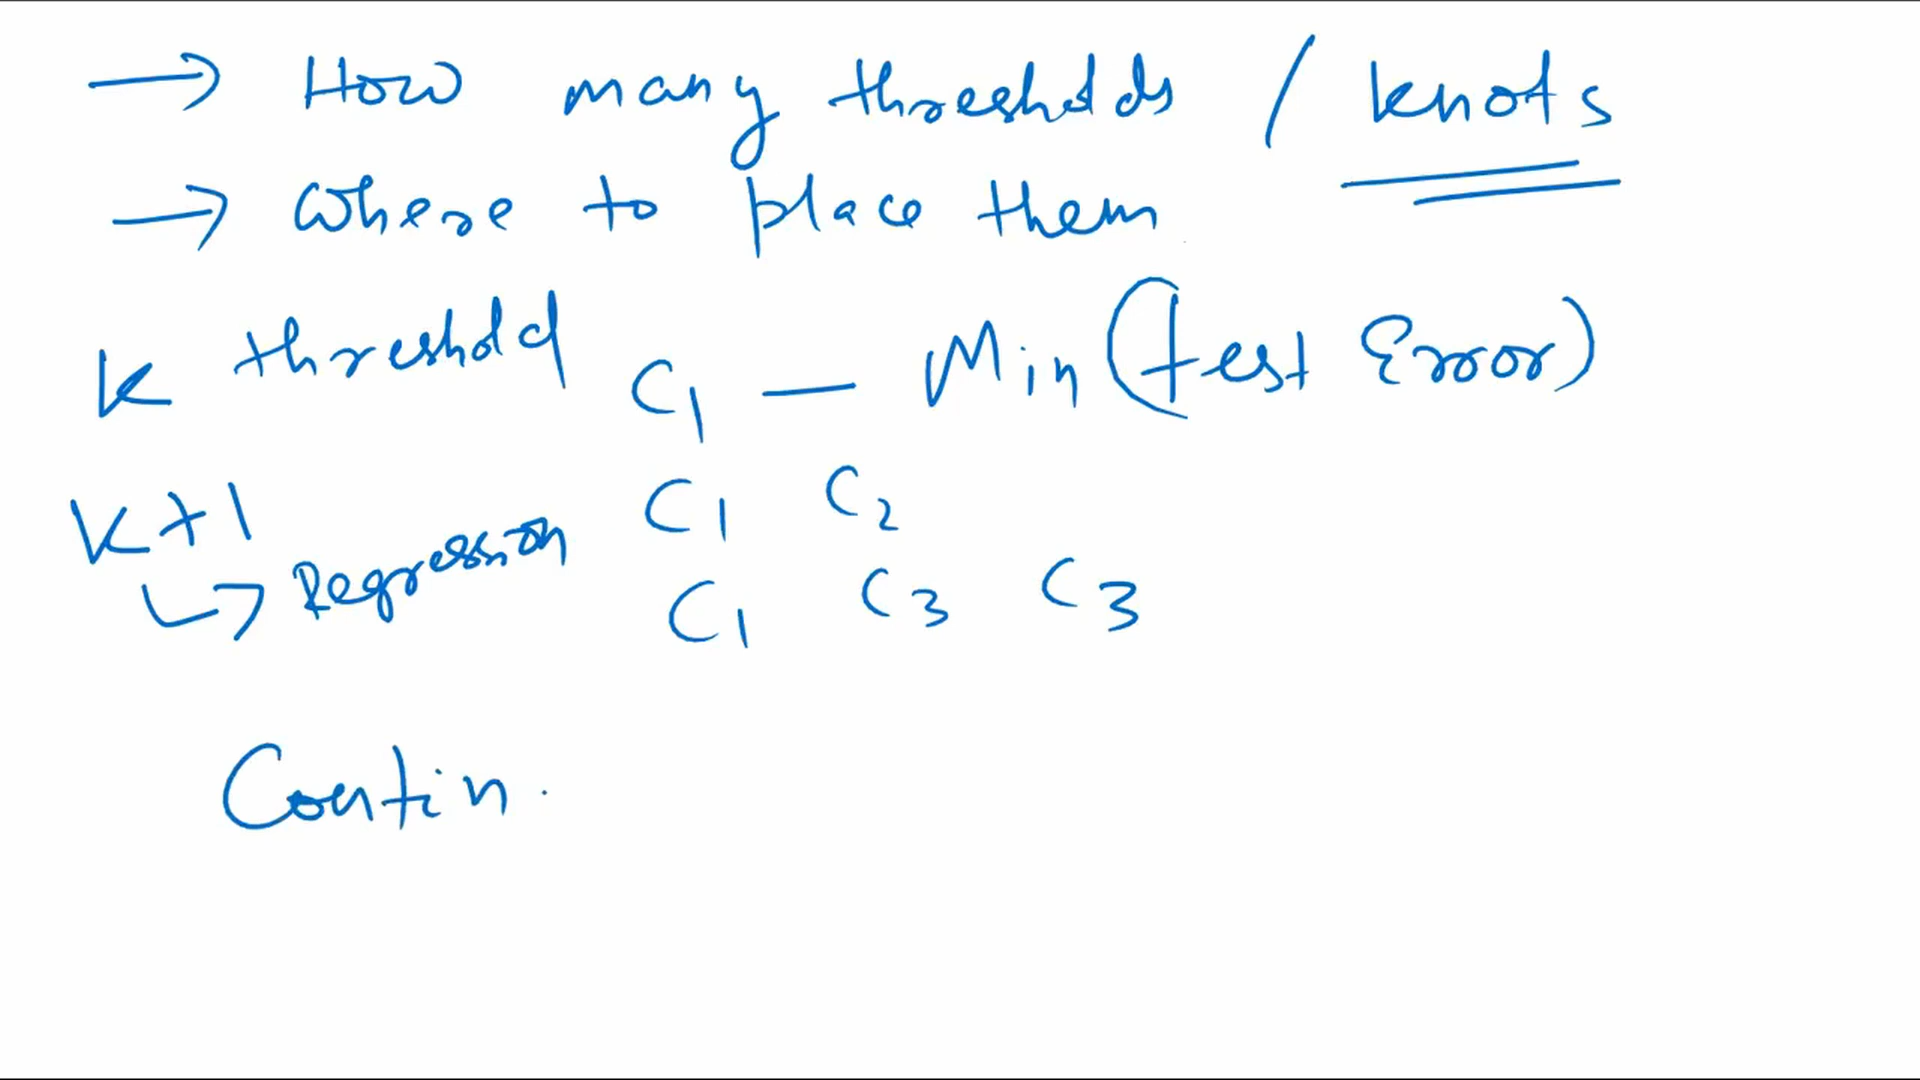 → How many thresholds / knots
→ Where to place them
K threshold C1 — Min (test Error)
K+1 C1 C2
↳ Regression C1 C3 C3
Contin.